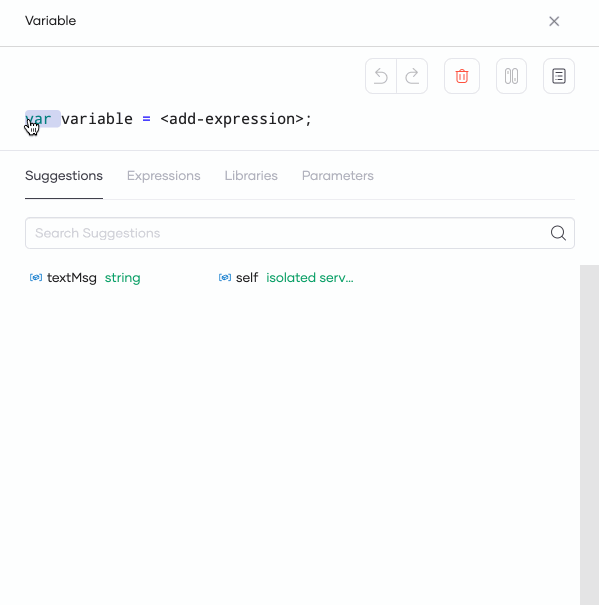 Variable
var variable = <add-expression>;
Suggestions Expressions Libraries Parameters
Search Suggestions
textMsg string self isolated serv...